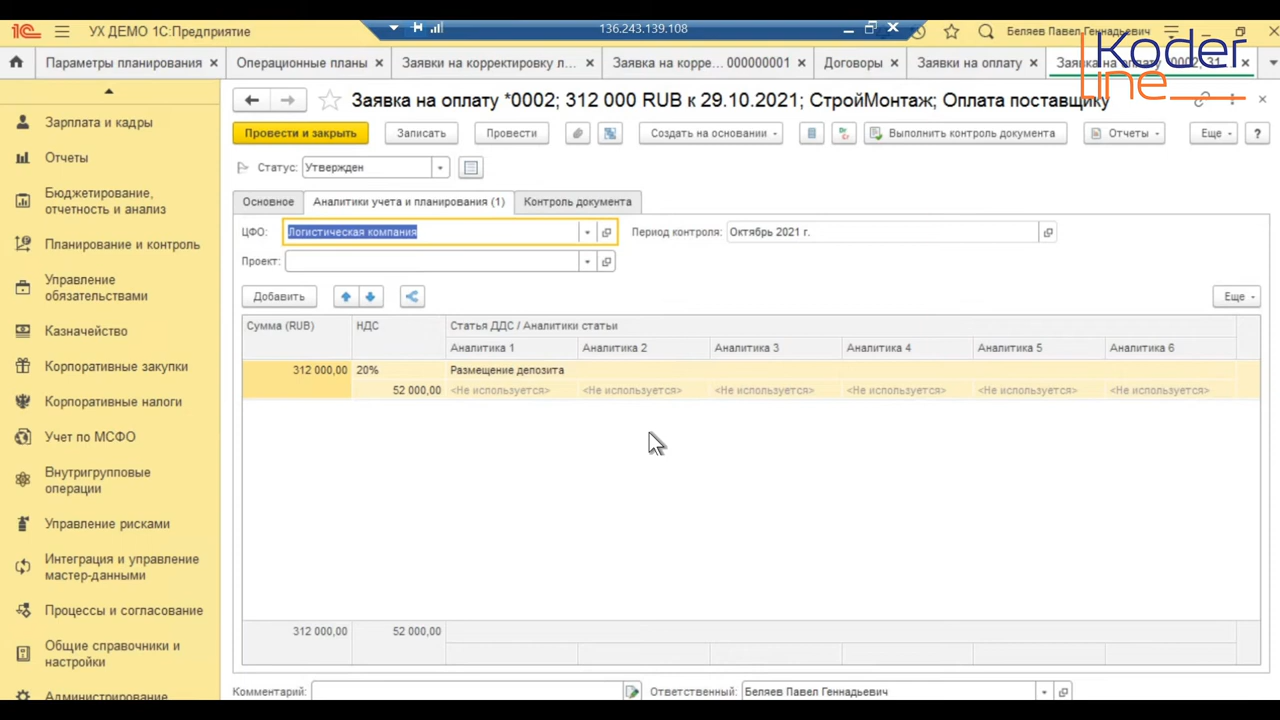 УХ ДЕМО 1С:Предприятие
136.243.139.108
Беляев Павел Геннадьевич
Koder
line
Параметры планирования
Операционные планы
Заявки на корректировку л...
Заявка на корре... 000000001
Договоры
Заявки на оплату
Заявка на оплату *0002; 31...
Заявка на оплату *0002; 312 000 RUB к 29.10.2021; СтройМонтаж; Оплата поставщику
Провести и закрыть
Записать
Провести
Создать на основании
Выполнить контроль документа
Отчеты
Еще
?
Статус: Утвержден
Основное
Аналитики учета и планирования (1)
Контроль документа
ЦФО: Логистическая компания
Период контроля: Октябрь 2021 г.
Проект:
Добавить
Еще
Сумма (RUB) НДС Статья ДДС / Аналитики статьи
Аналитика 1 Аналитика 2 Аналитика 3 Аналитика 4 Аналитика 5 Аналитика 6
312 000,00 20% Размещение депозита
52 000,00 <Не используется> <Не используется> <Не используется> <Не используется> <Не используется> <Не используется>
312 000,00 52 000,00
Комментарий:
Ответственный: Беляев Павел Геннадьевич
Зарплата и кадры
Отчеты
Бюджетирование,
отчетность и анализ
Планирование и контроль
Управление
обязательствами
Казначейство
Корпоративные закупки
Корпоративные налоги
Учет по МСФО
Внутригрупповые
операции
Управление рисками
Интеграция и управление
мастер-данными
Процессы и согласование
Общие справочники и
настройки
Администрирование